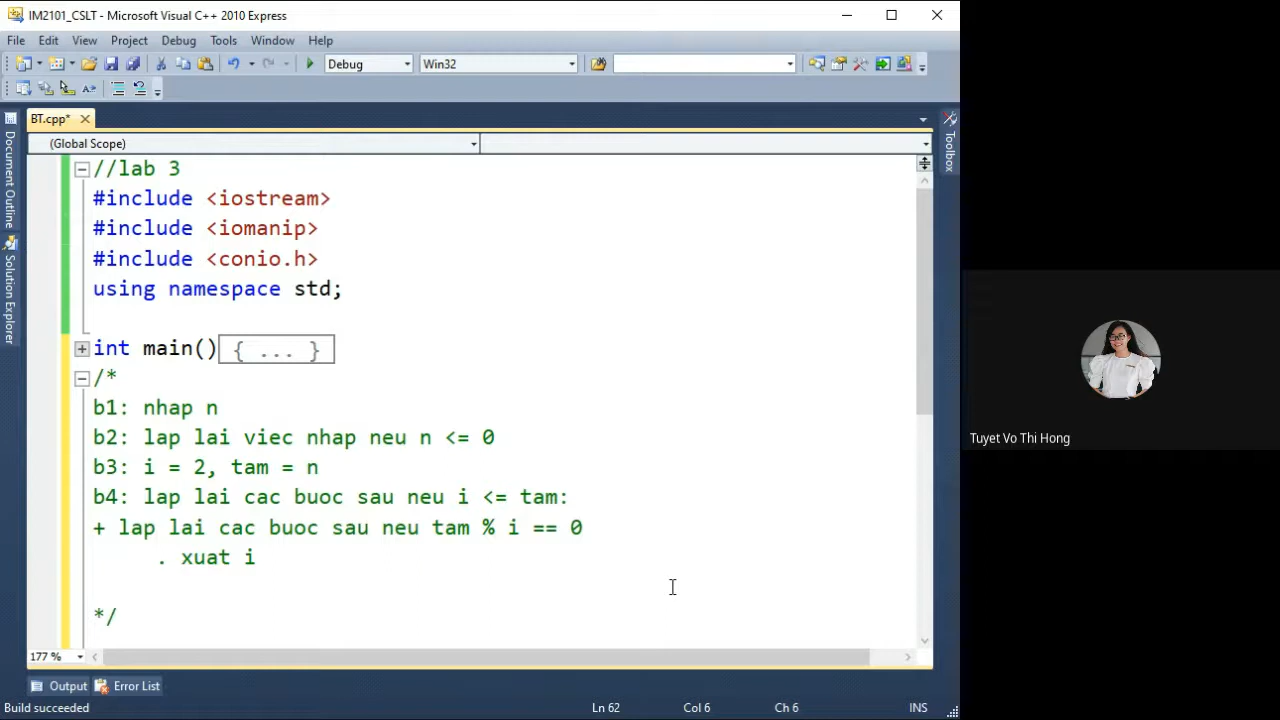 IM2101_CSLT - Microsoft Visual C++ 2010 Express
File Edit View Project Debug Tools Window Help
Debug Win32
BT.cpp*
(Global Scope)
Document Outline
Solution Explorer
Toolbox
//lab 3
#include <iostream>
#include <iomanip>
#include <conio.h>
using namespace std;
int main(){ ... }
/*
b1: nhap n
b2: lap lai viec nhap neu n <= 0
b3: i = 2, tam = n
b4: lap lai cac buoc sau neu i <= tam:
+ lap lai cac buoc sau neu tam % i == 0
. xuat i
*/
177 %
Output Error List
Build succeeded Ln 62 Col 6 Ch 6 INS
Tuyet Vo Thi Hong